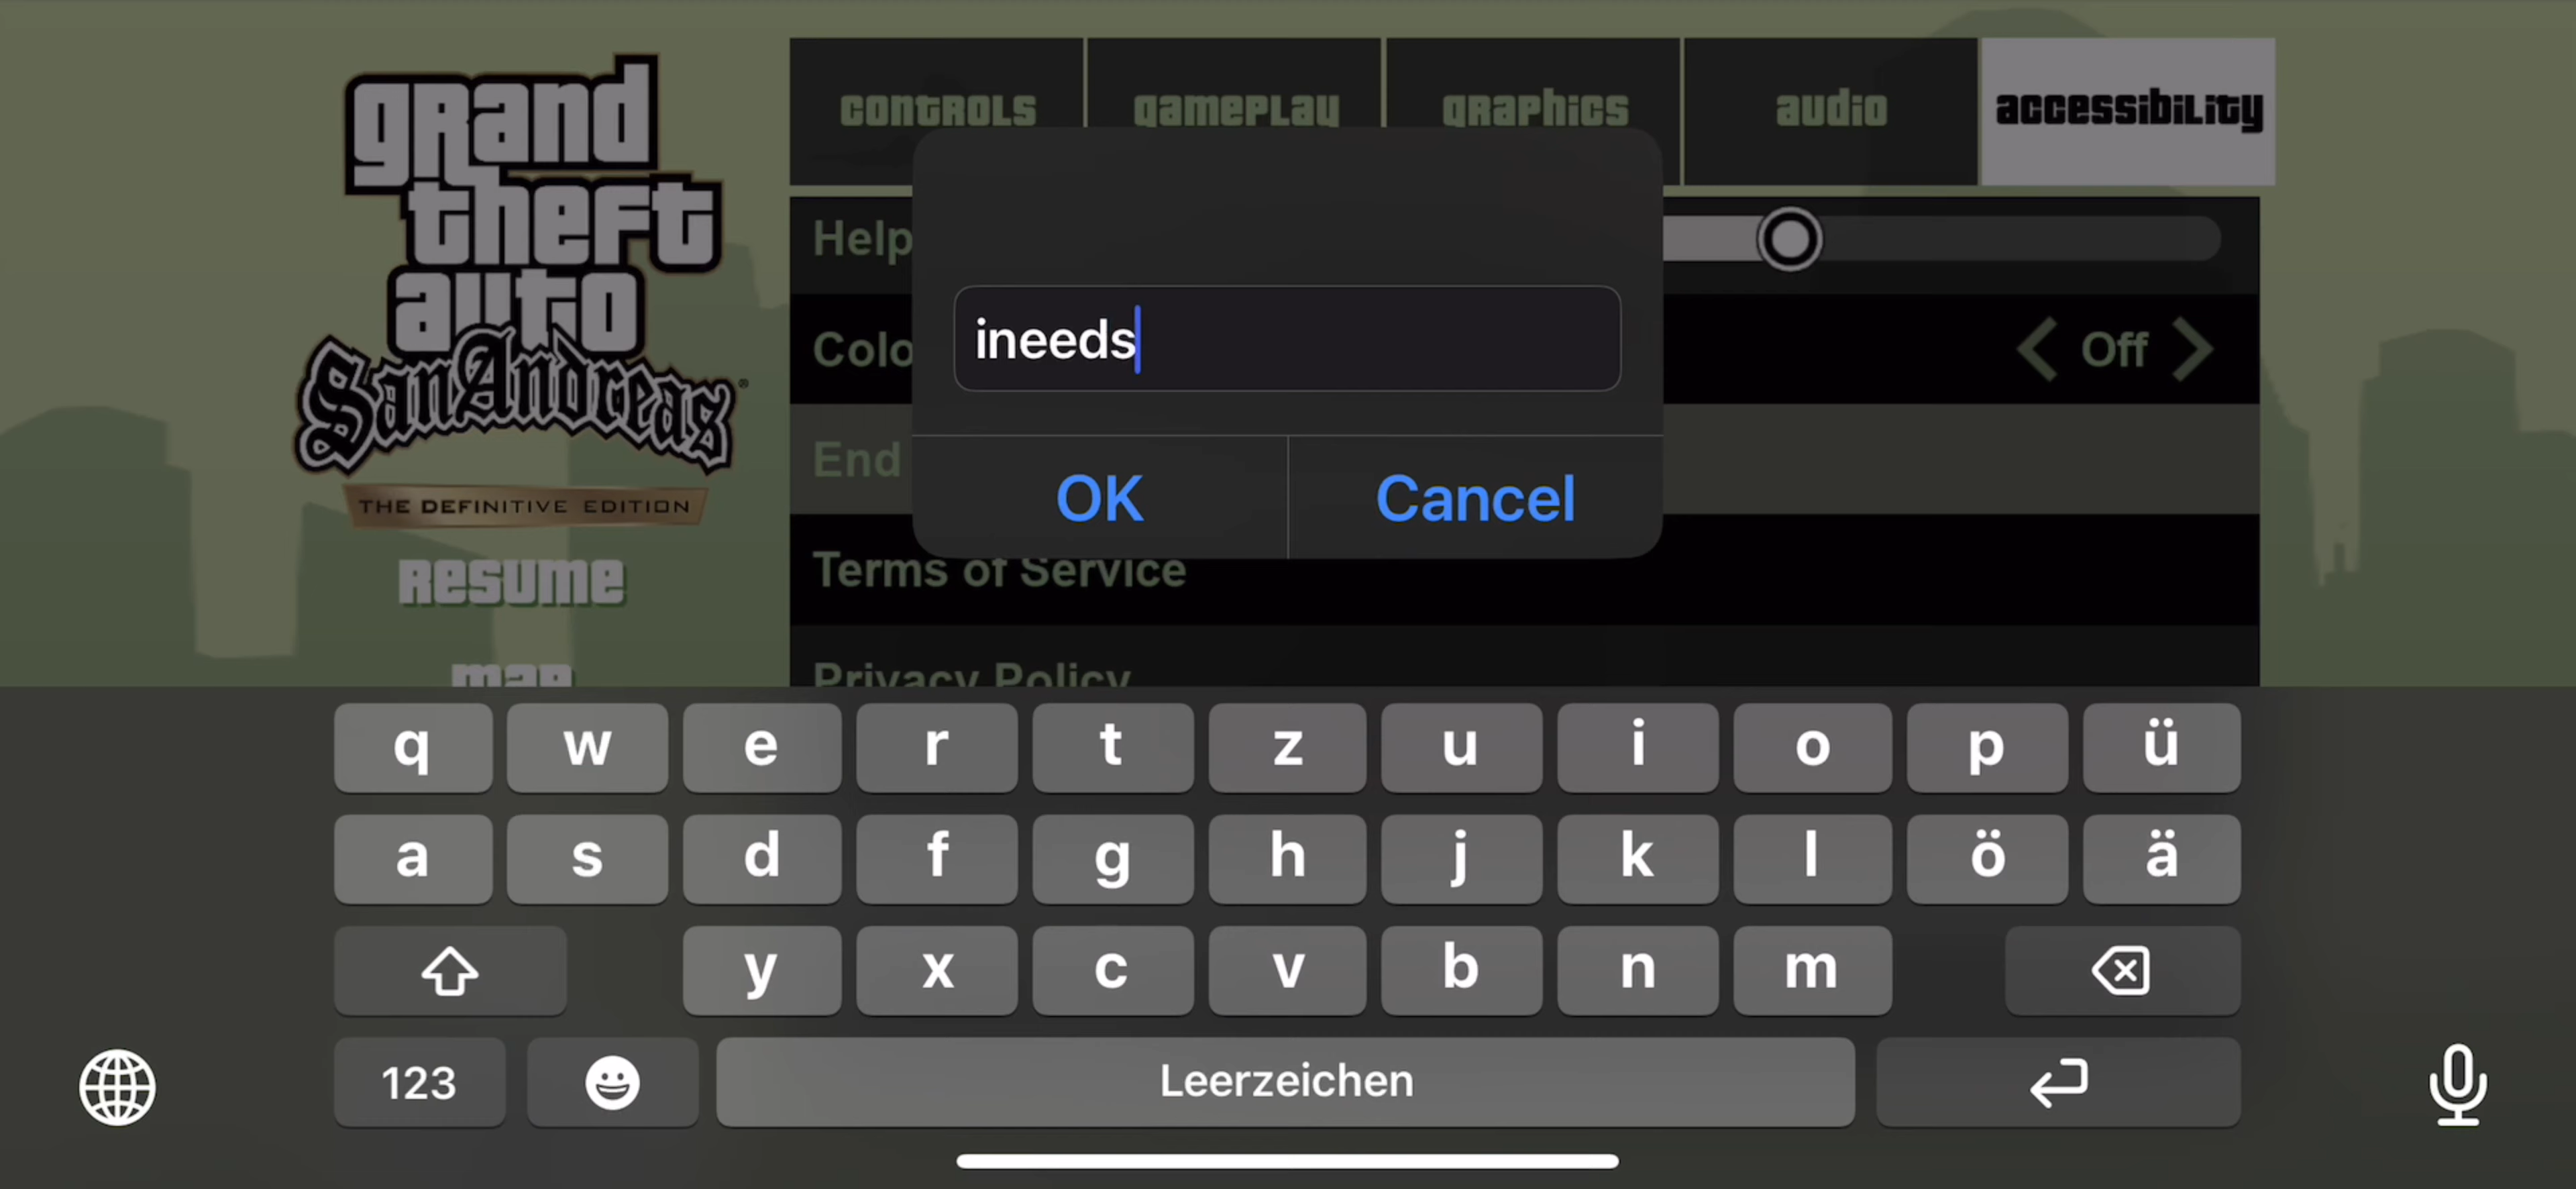 grand
theft
auto
San Andreas
THE DEFINITIVE EDITION
Resume
map
controls gameplay graphics audio accessibility
Help
Colo
Off
End
Terms of Service
Privacy Policy
ineeds
OK Cancel
q w e r t z u i o p ü
a s d f g h j k l ö ä
y x c v b n m
123 Leerzeichen